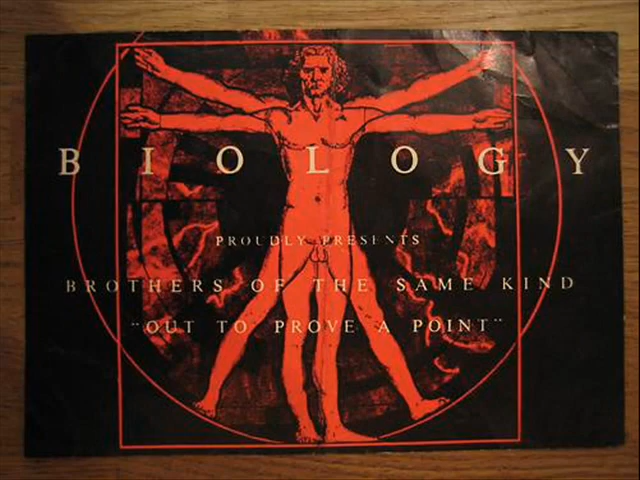 BIOLOGY
PROUDLY PRESENTS
BROTHERS OF THE SAME KIND
"OUT TO PROVE A POINT"